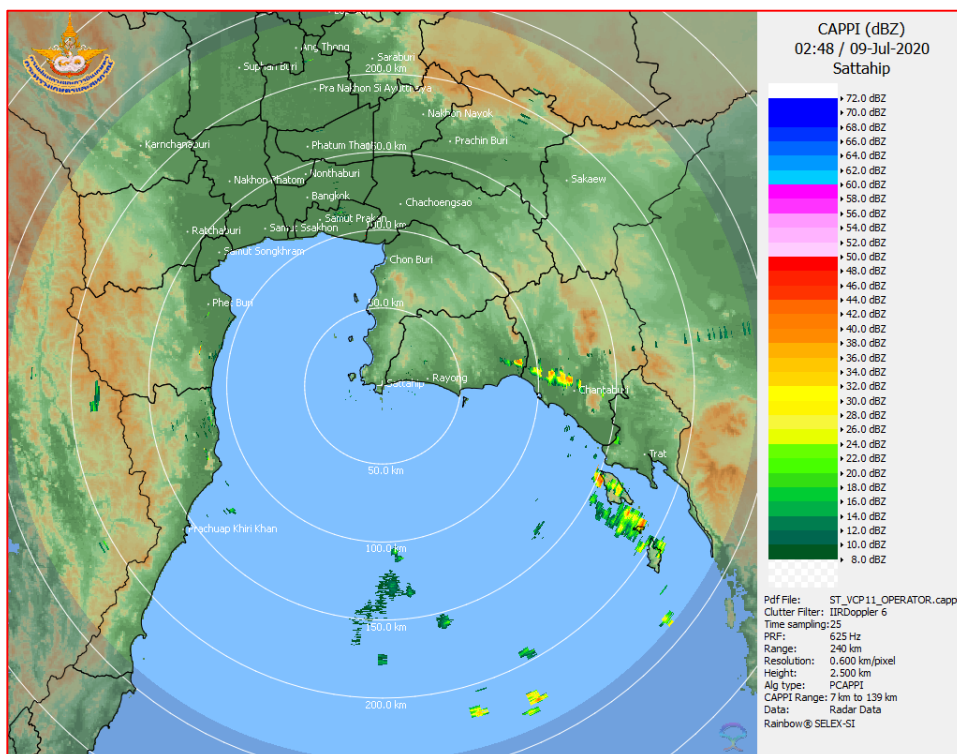 CAPPI (dBZ)
02:48 / 09-Jul-2020
Sattahip
72.0 dBZ
70.0 dBZ
68.0 dBZ
66.0 dBZ
64.0 dBZ
62.0 dBZ
60.0 dBZ
58.0 dBZ
56.0 dBZ
54.0 dBZ
52.0 dBZ
50.0 dBZ
48.0 dBZ
46.0 dBZ
44.0 dBZ
42.0 dBZ
40.0 dBZ
38.0 dBZ
36.0 dBZ
34.0 dBZ
32.0 dBZ
30.0 dBZ
28.0 dBZ
26.0 dBZ
24.0 dBZ
22.0 dBZ
20.0 dBZ
18.0 dBZ
16.0 dBZ
14.0 dBZ
12.0 dBZ
10.0 dBZ
8.0 dBZ
Pdf File: ST_VCP11_OPERATOR.capp
Clutter Filter: IIRDoppler 6
Time sampling:25
PRF: 625 Hz
Range: 240 km
Resolution: 0.600 km/pixel
Height: 2.500 km
Alg type: PCAPPI
CAPPI Range: 7 km to 139 km
Data: Radar Data
Rainbow® SELEX-SI
Ang Thong
Saraburi
Suphan Buri
200.0 km
Pra Nakhon Si Ayuttnaya
Nakhon Nayok
Prachin Buri
Karnchanaburi
Phatum Thani
150.0 km
Nonthaburi
Nakhon Phatom
Sakaew
Bangkok
Chachoengsao
Samut Prakan
Ratchaburi
Samut Ssakhon
100.0 km
Samut Songkhram
Chon Buri
Phet Buri
50.0 km
Sattahip
Rayong
Chantaburi
Trat
50.0 km
Prachuap Khiri Khan
100.0 km
150.0 km
200.0 km